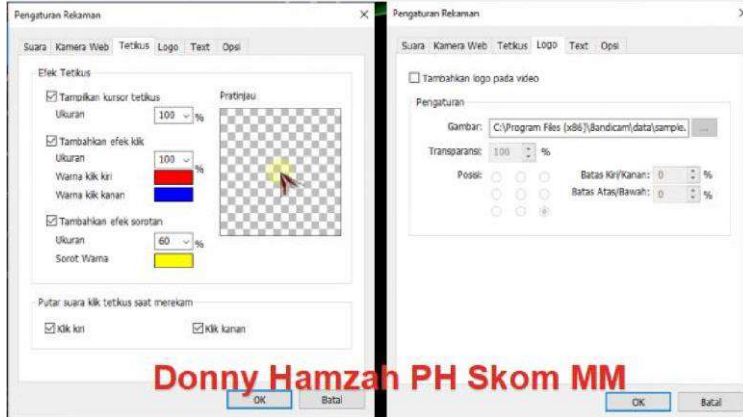 Pengaturan Rekaman
Suara Kamera Web Tetikus Logo Text Opsi
Efek Tetikus
Tampilkan kursor tetikus
Ukuran 100 %
Tambahkan efek klik
Ukuran 100 %
Warna klik kiri
Warna klik kanan
Tambahkan efek sorotan
Ukuran 60 %
Sorot Warna
Pratinjau
Putar suara klik tetikus saat merekam
Klik kiri Klik kanan
OK Batal
Pengaturan Rekaman
Suara Kamera Web Tetikus Logo Text Opsi
Tambahkan logo pada video
Pengaturan
Gambar: C:\Program Files (x86)\Bandicam\data\sample. ...
Transparansi: 100 %
Posisi: Batas Kiri/Kanan: 0 %
Batas Atas/Bawah: 0 %
OK Batal
Donny Hamzah PH Skom MM